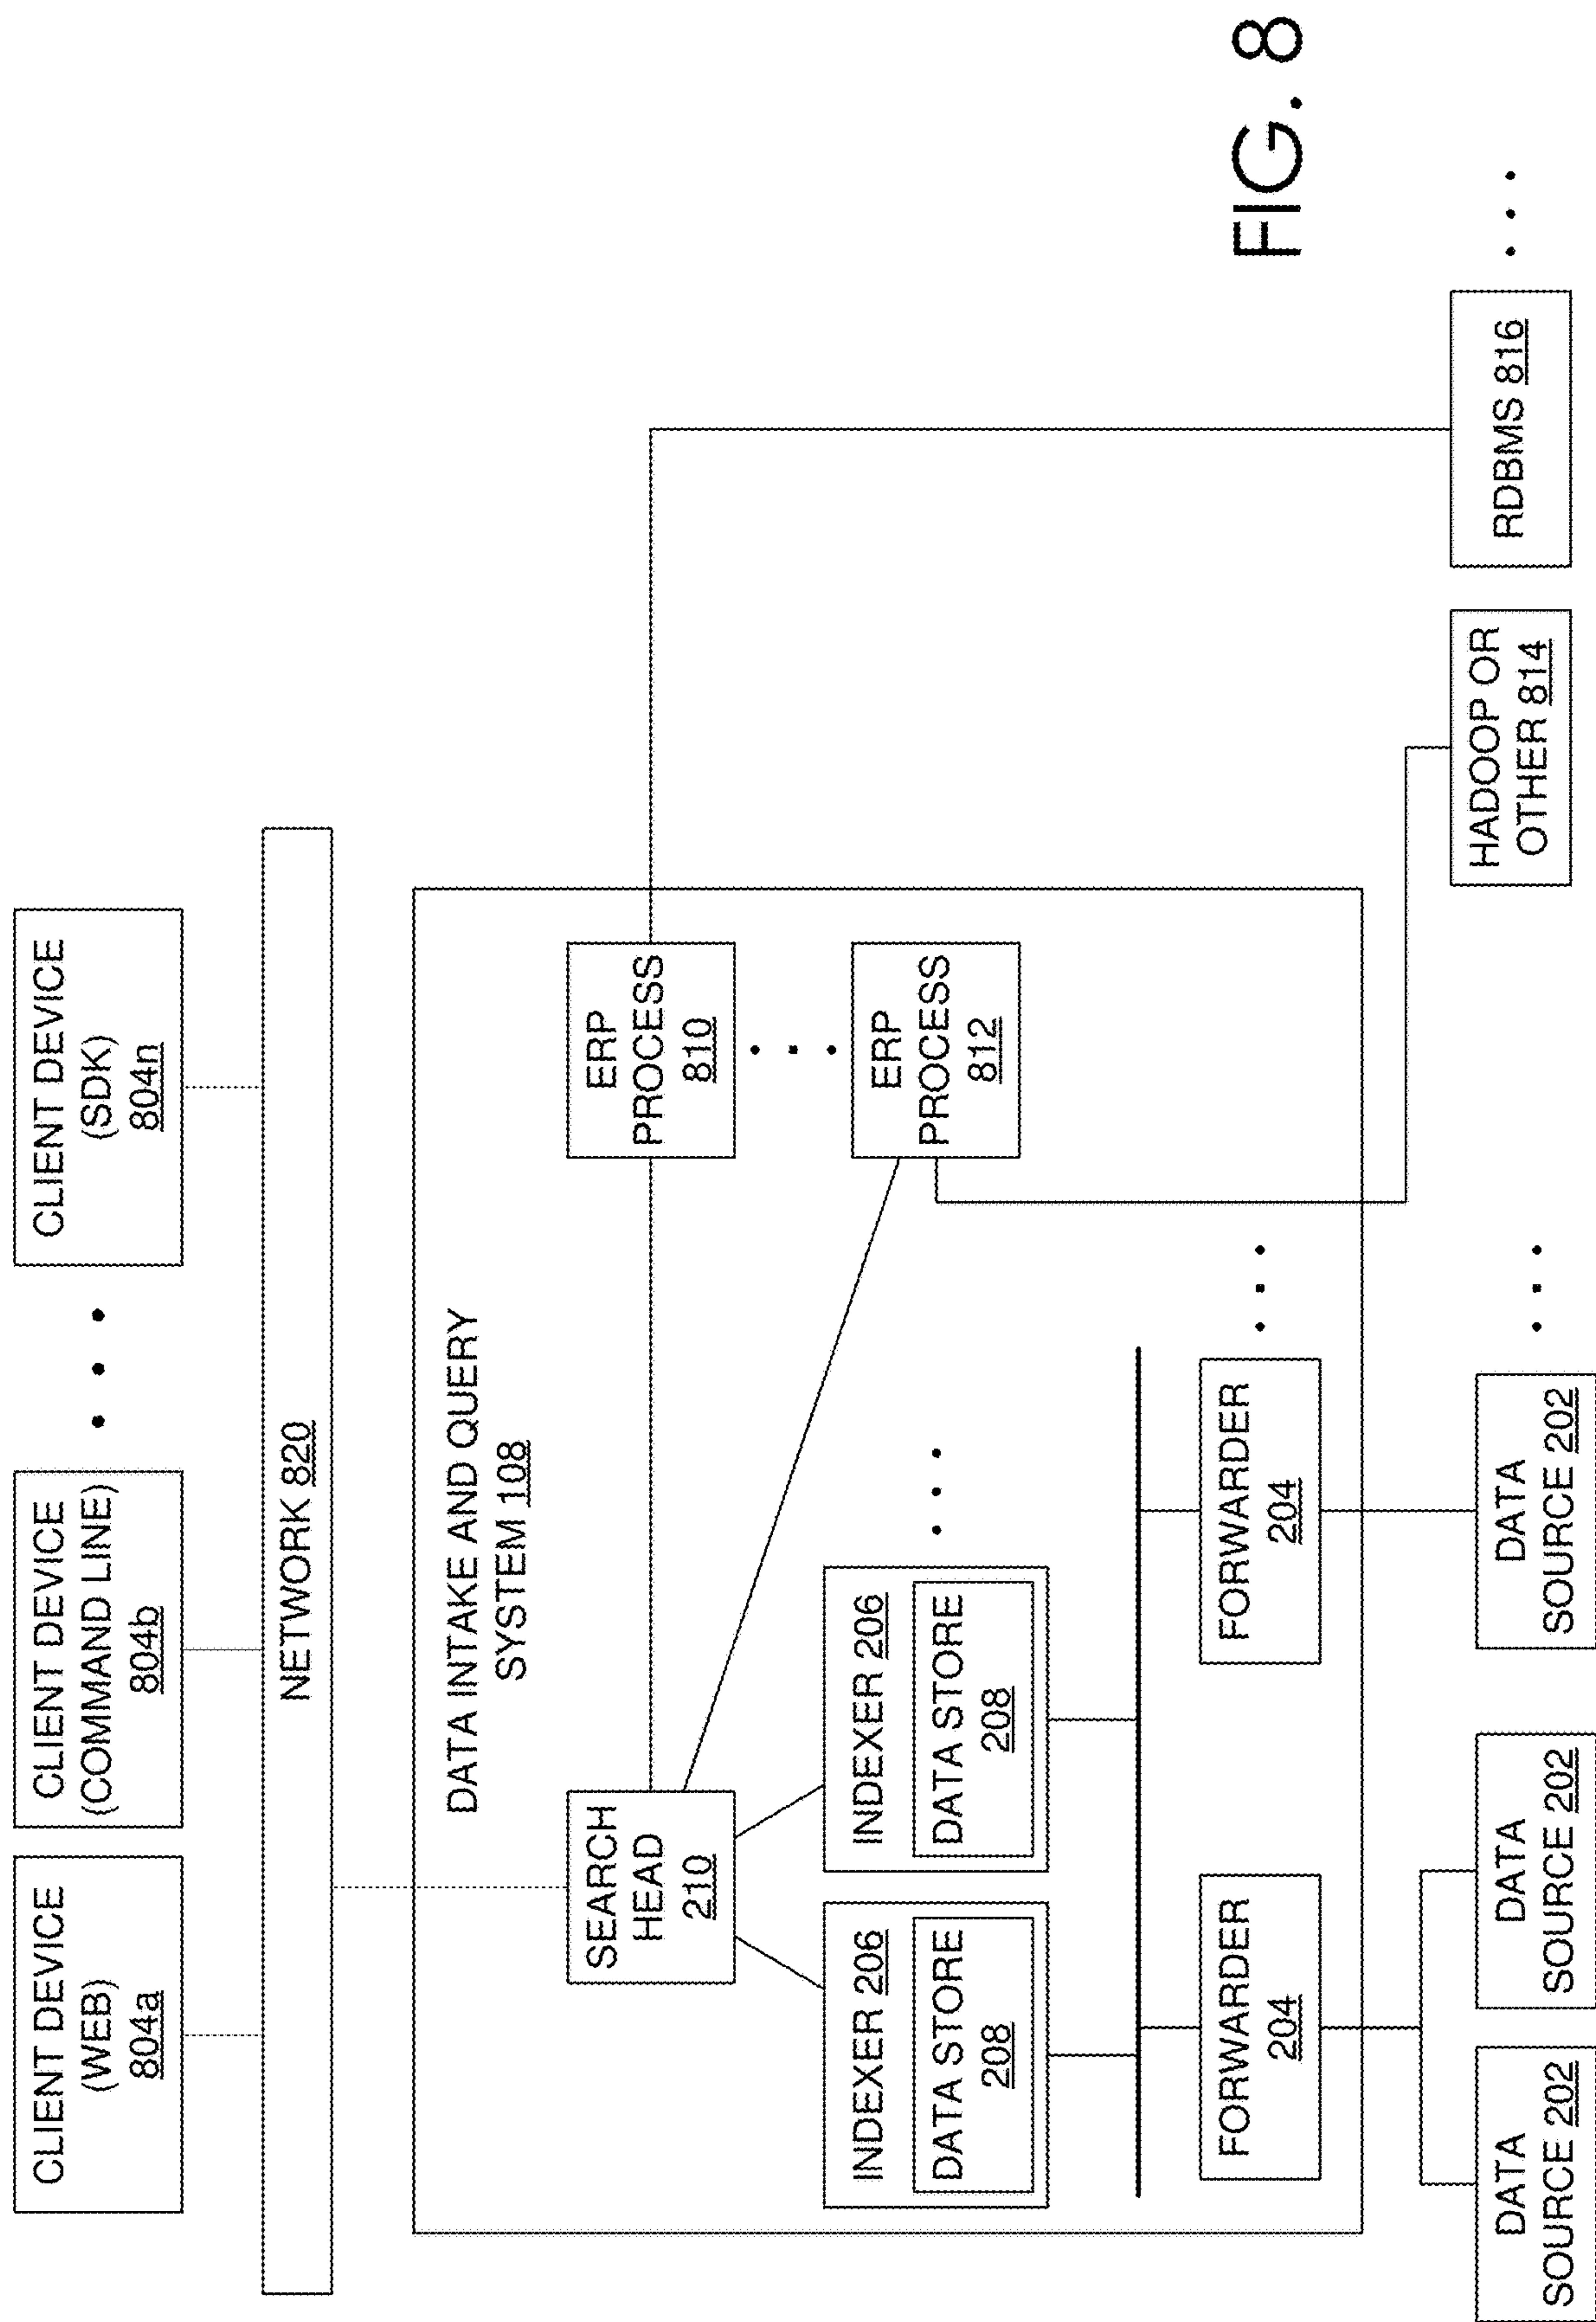 CLIENT DEVICE
(WEB)
804a
CLIENT DEVICE
(COMMAND LINE)
804b
CLIENT DEVICE
(SDK)
804n
NETWORK 820
DATA INTAKE AND QUERY
SYSTEM 108
SEARCH
HEAD
210
ERP
PROCESS
810
INDEXER 206
DATA STORE
208
INDEXER 206
DATA STORE
208
ERP
PROCESS
812
FORWARDER
204
FORWARDER
204
DATA
SOURCE 202
DATA
SOURCE 202
DATA
SOURCE 202
HADOOP OR
OTHER 814
RDBMS 816
FIG. 8